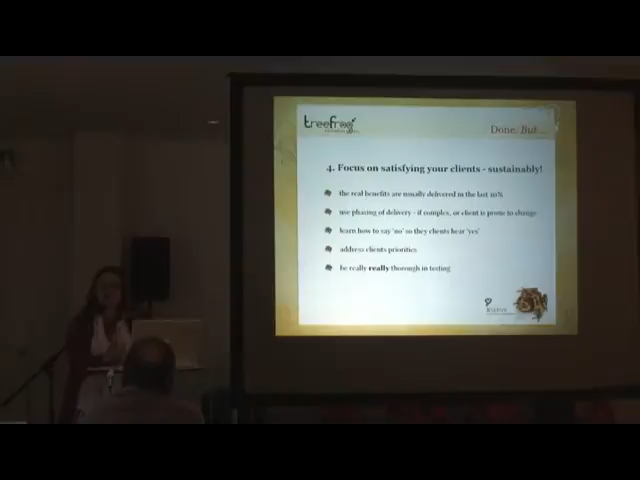 treefrog
Done. But ...
4. Focus on satisfying your clients - sustainably!
the real benefits are usually delivered in the last 10%
use phasing of delivery - if complex, or client is prone to change
learn how to say 'no' so they clients hear 'yes'
address clients priorities
be really really thorough in testing